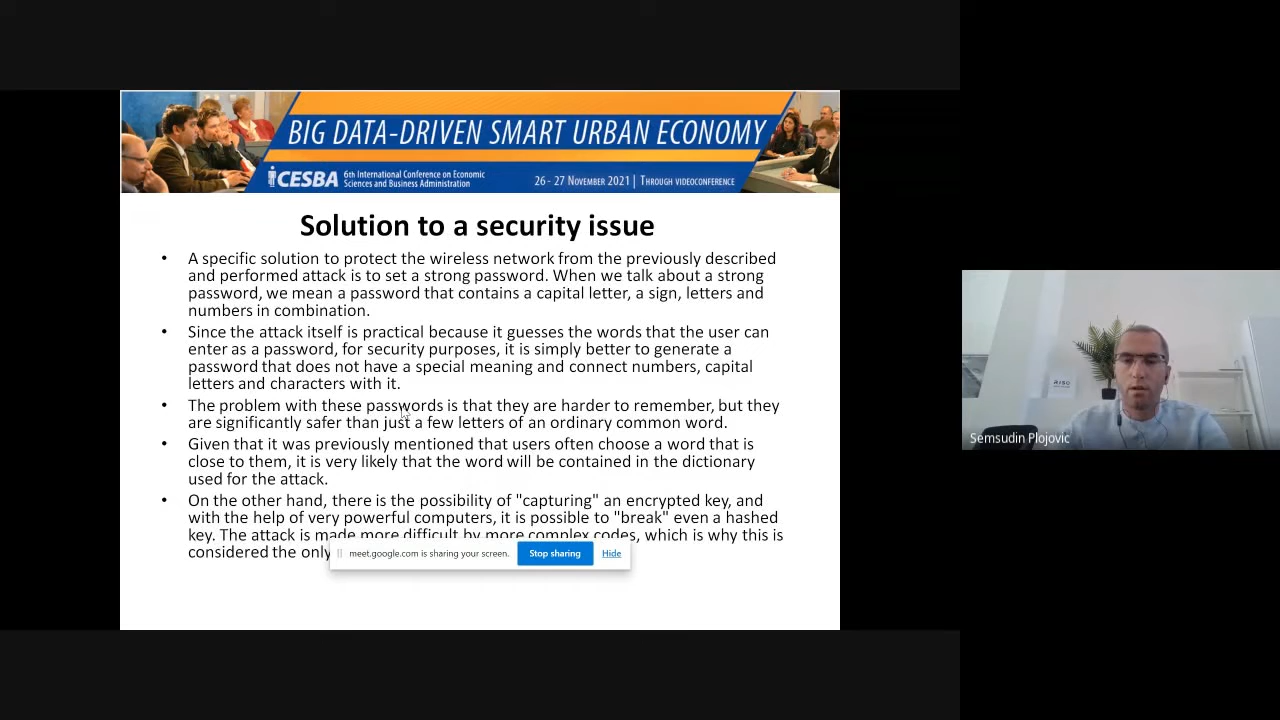 BIG DATA-DRIVEN SMART URBAN ECONOMY
iCESBA
6th International Conference on Economic
Sciences and Business Administration
26 - 27 NOVEMBER 2021 | THROUGH VIDEOCONFERENCE
Solution to a security issue
• A specific solution to protect the wireless network from the previously described
and performed attack is to set a strong password. When we talk about a strong
password, we mean a password that contains a capital letter, a sign, letters and
numbers in combination.
• Since the attack itself is practical because it guesses the words that the user can
enter as a password, for security purposes, it is simply better to generate a
password that does not have a special meaning and connect numbers, capital
letters and characters with it.
• The problem with these passwords is that they are harder to remember, but they
are significantly safer than just a few letters of an ordinary common word.
• Given that it was previously mentioned that users often choose a word that is
close to them, it is very likely that the word will be contained in the dictionary
used for the attack.
• On the other hand, there is the possibility of "capturing" an encrypted key, and
with the help of very powerful computers, it is possible to "break" even a hashed
key. The attack is made more difficult by more complex codes, which is why this is
considered the only
meet.google.com is sharing your screen.
Stop sharing
Hide
Semsudin Plojovic